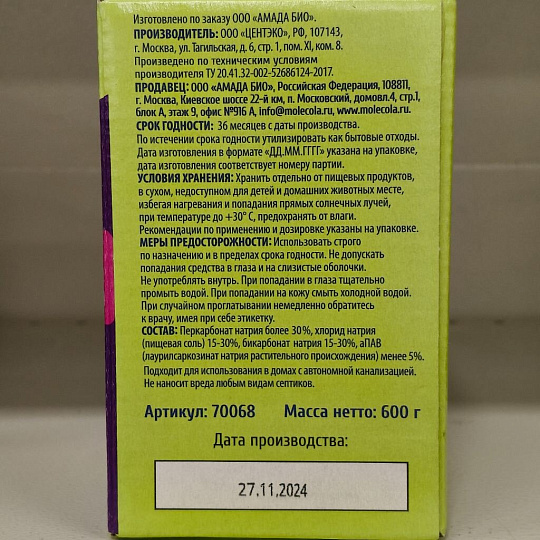 Изготовлено по заказу ООО «АМАДА БИО».
ПРОИЗВОДИТЕЛЬ: ООО «ЦЕНТЭКО», РФ, 107143,
г. Москва, ул. Тагильская, д. 6, стр. 1, пом. XI, ком. 8.
Произведено по техническим условиям
производителя ТУ 20.41.32-002-52686124-2017.
ПРОДАВЕЦ: ООО «АМАДА БИО», Российская Федерация, 108811,
г. Москва, Киевское шоссе 22-й км, п. Московский, домовл.4, стр.1,
блок А, этаж 9, офис №916 А, info@molecola.ru, www.molecola.ru.
СРОК ГОДНОСТИ: 36 месяцев с даты производства.
По истечении срока годности утилизировать как бытовые отходы.
Дата изготовления в формате «ДД.ММ.ГГГГ» указана на упаковке,
дата изготовления соответствует номеру партии.
УСЛОВИЯ ХРАНЕНИЯ: Хранить отдельно от пищевых продуктов,
в сухом, недоступном для детей и домашних животных месте,
избегая нагревания и попадания прямых солнечных лучей,
при температуре до +30° С, предохранять от влаги.
Рекомендации по применению и дозировке указаны на упаковке.
МЕРЫ ПРЕДОСТОРОЖНОСТИ: Использовать строго
по назначению и в пределах срока годности. Не допускать
попадания средства в глаза и на слизистые оболочки.
Не употреблять внутрь. При попадании в глаза тщательно
промыть водой. При попадании на кожу смыть холодной водой.
При случайном проглатывании немедленно обратитесь
к врачу, имея при себе этикетку.
СОСТАВ: Перкарбонат натрия более 30%, хлорид натрия
(пищевая соль) 15-30%, бикарбонат натрия 15-30%, аПАВ
(лаурилсаркозинат натрия растительного происхождения) менее 5%.
Подходит для использования в домах с автономной канализацией.
Не наносит вреда любым видам септиков.
Артикул: 70068 Масса нетто: 600 г
Дата производства:
27.11.2024